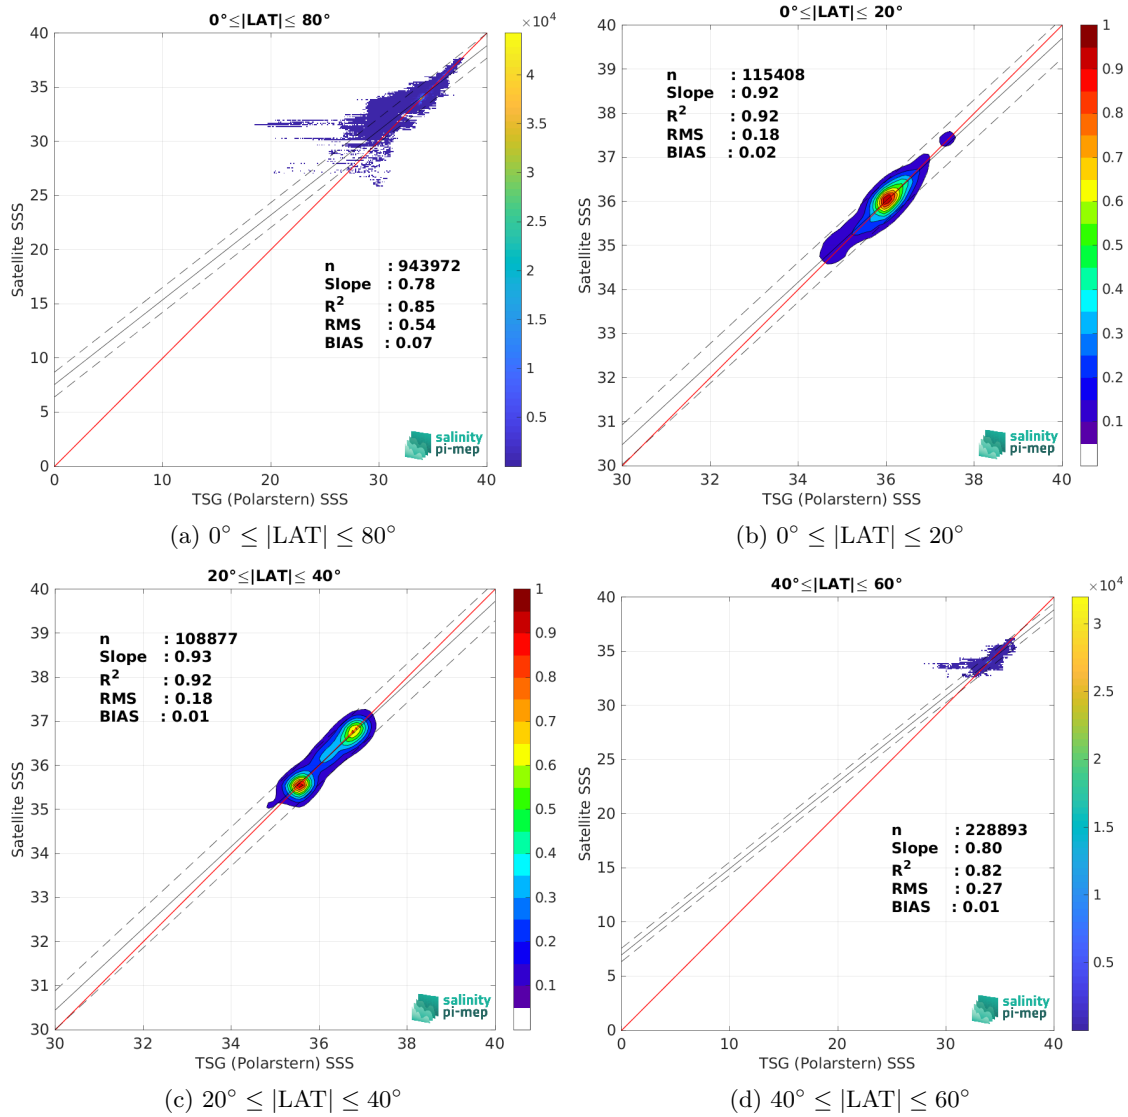 0°≤|LAT|≤ 80°
×10⁴
40
35
30
25
20
15
10
5
0
0
10
20
30
40
Satellite SSS
TSG (Polarstern) SSS
n : 943972
Slope : 0.78
R² : 0.85
RMS : 0.54
BIAS : 0.07
4
3.5
3
2.5
2
1.5
1
0.5
salinity
pi-mep
(a) 0° ≤ |LAT| ≤ 80°
0°≤|LAT|≤ 20°
40
39
38
37
36
35
34
33
32
31
30
30
32
34
36
38
40
Satellite SSS
TSG (Polarstern) SSS
n : 115408
Slope : 0.92
R² : 0.92
RMS : 0.18
BIAS : 0.02
1
0.9
0.8
0.7
0.6
0.5
0.4
0.3
0.2
0.1
salinity
pi-mep
(b) 0° ≤ |LAT| ≤ 20°
20°≤|LAT|≤ 40°
40
39
38
37
36
35
34
33
32
31
30
30
32
34
36
38
40
Satellite SSS
TSG (Polarstern) SSS
n : 108877
Slope : 0.93
R² : 0.92
RMS : 0.18
BIAS : 0.01
1
0.9
0.8
0.7
0.6
0.5
0.4
0.3
0.2
0.1
salinity
pi-mep
(c) 20° ≤ |LAT| ≤ 40°
40°≤|LAT|≤ 60°
×10⁴
40
35
30
25
20
15
10
5
0
0
10
20
30
40
Satellite SSS
TSG (Polarstern) SSS
n : 228893
Slope : 0.80
R² : 0.82
RMS : 0.27
BIAS : 0.01
3
2.5
2
1.5
1
0.5
salinity
pi-mep
(d) 40° ≤ |LAT| ≤ 60°